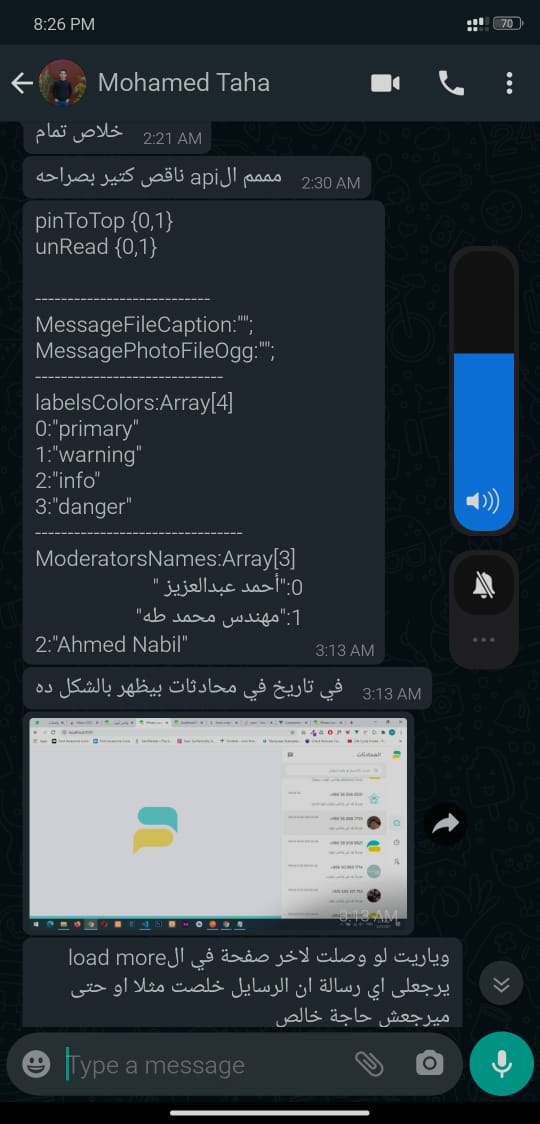 8:26 PM
70
Mohamed Taha
خلاص تمام
2:21 AM
مممم الapi ناقص كتير بصراحه
2:30 AM
pinToTop {0,1}
unRead {0,1}
---------------------------
MessageFileCaption:"";
MessagePhotoFileOgg:"";
-----------------------------
labelsColors:Array[4]
0:"primary"
1:"warning"
2:"info"
3:"danger"
--------------------------------
ModeratorsNames:Array[3]
0:"أحمد عبدالعزيز "
1:"مهندس محمد طه"
2:"Ahmed Nabil"
3:13 AM
في تاريخ في محادثات بيظهر بالشكل ده
3:13 AM
المحادثات
3:13 AM
وياريت لو وصلت لاخر صفحة في الload more
يرجعلى اي رسالة ان الرسايل خلصت مثلا او حتى
ميرجعش حاجة خالص
Type a message